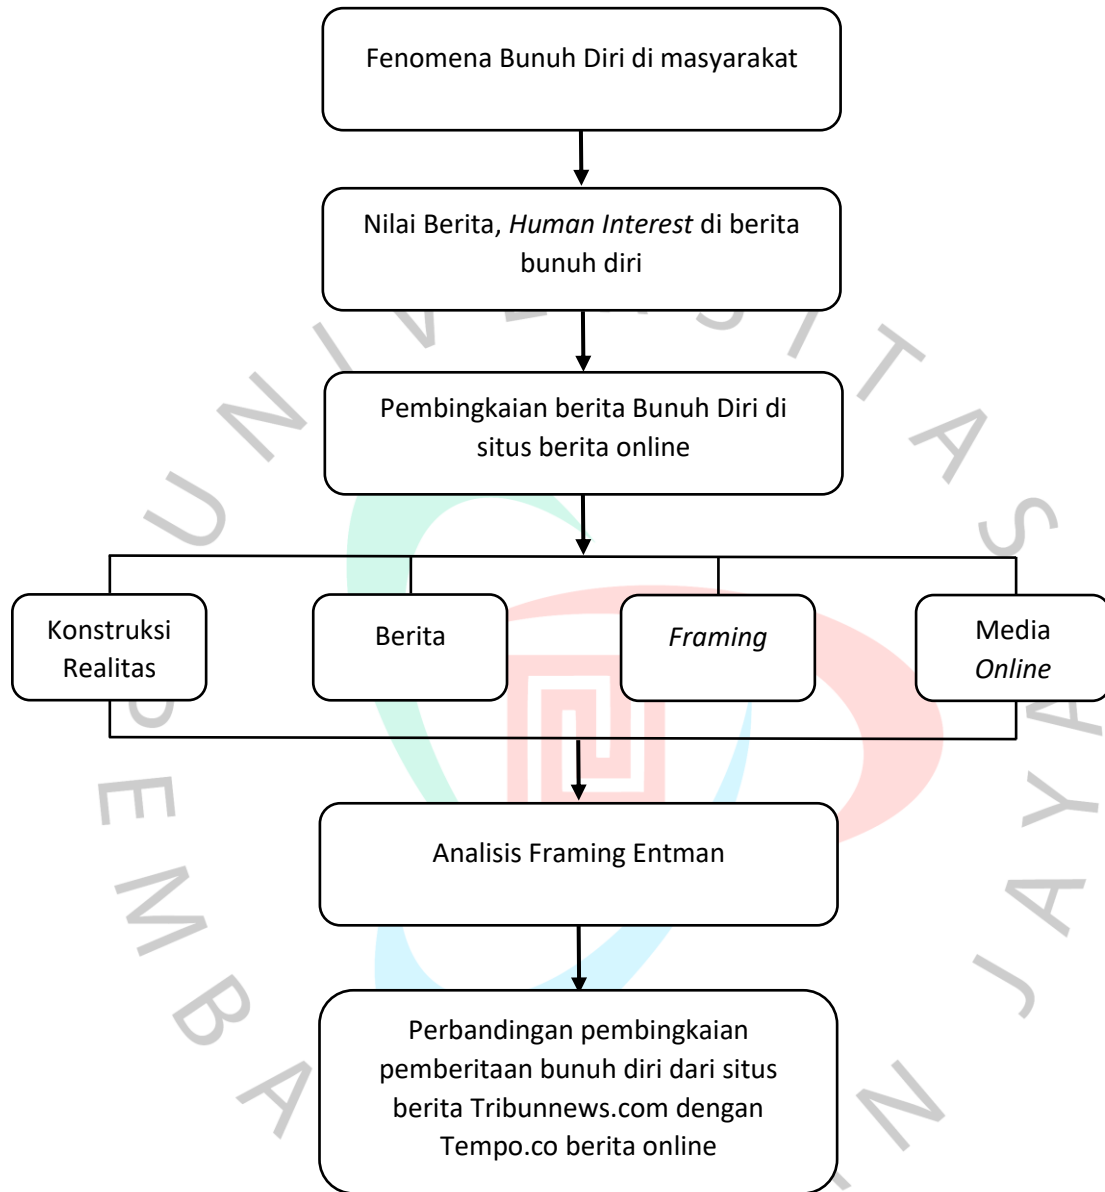 Fenomena Bunuh Diri di masyarakat
Nilai Berita, Human Interest di berita
bunuh diri
Pembingkaian berita Bunuh Diri di
situs berita online
Konstruksi
Realitas
Berita
Framing
Media
Online
Analisis Framing Entman
Perbandingan pembingkaian
pemberitaan bunuh diri dari situs
berita Tribunnews.com dengan
Tempo.co berita online
UNIVERSITAS